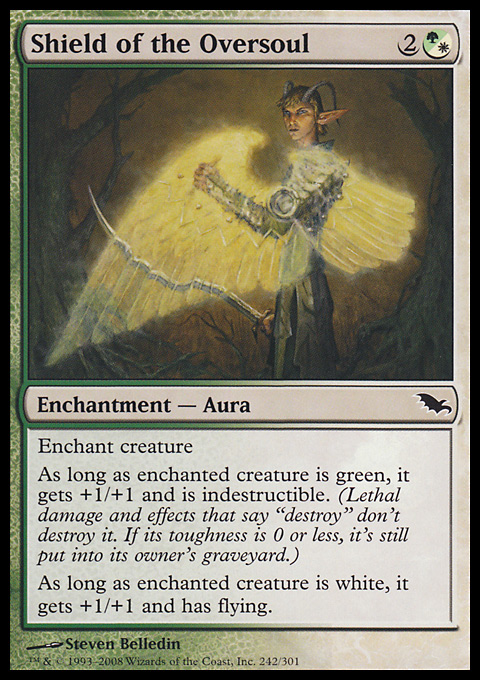 Shield of the Oversoul 2
Enchantment — Aura
Enchant creature
As long as enchanted creature is green, it
gets +1/+1 and is indestructible. (Lethal
damage and effects that say “destroy” don’t
destroy it. If its toughness is 0 or less, it’s still
put into its owner’s graveyard.)
As long as enchanted creature is white, it
gets +1/+1 and has flying.
Steven Belledin
™ & © 1993–2008 Wizards of the Coast, Inc. 242/301